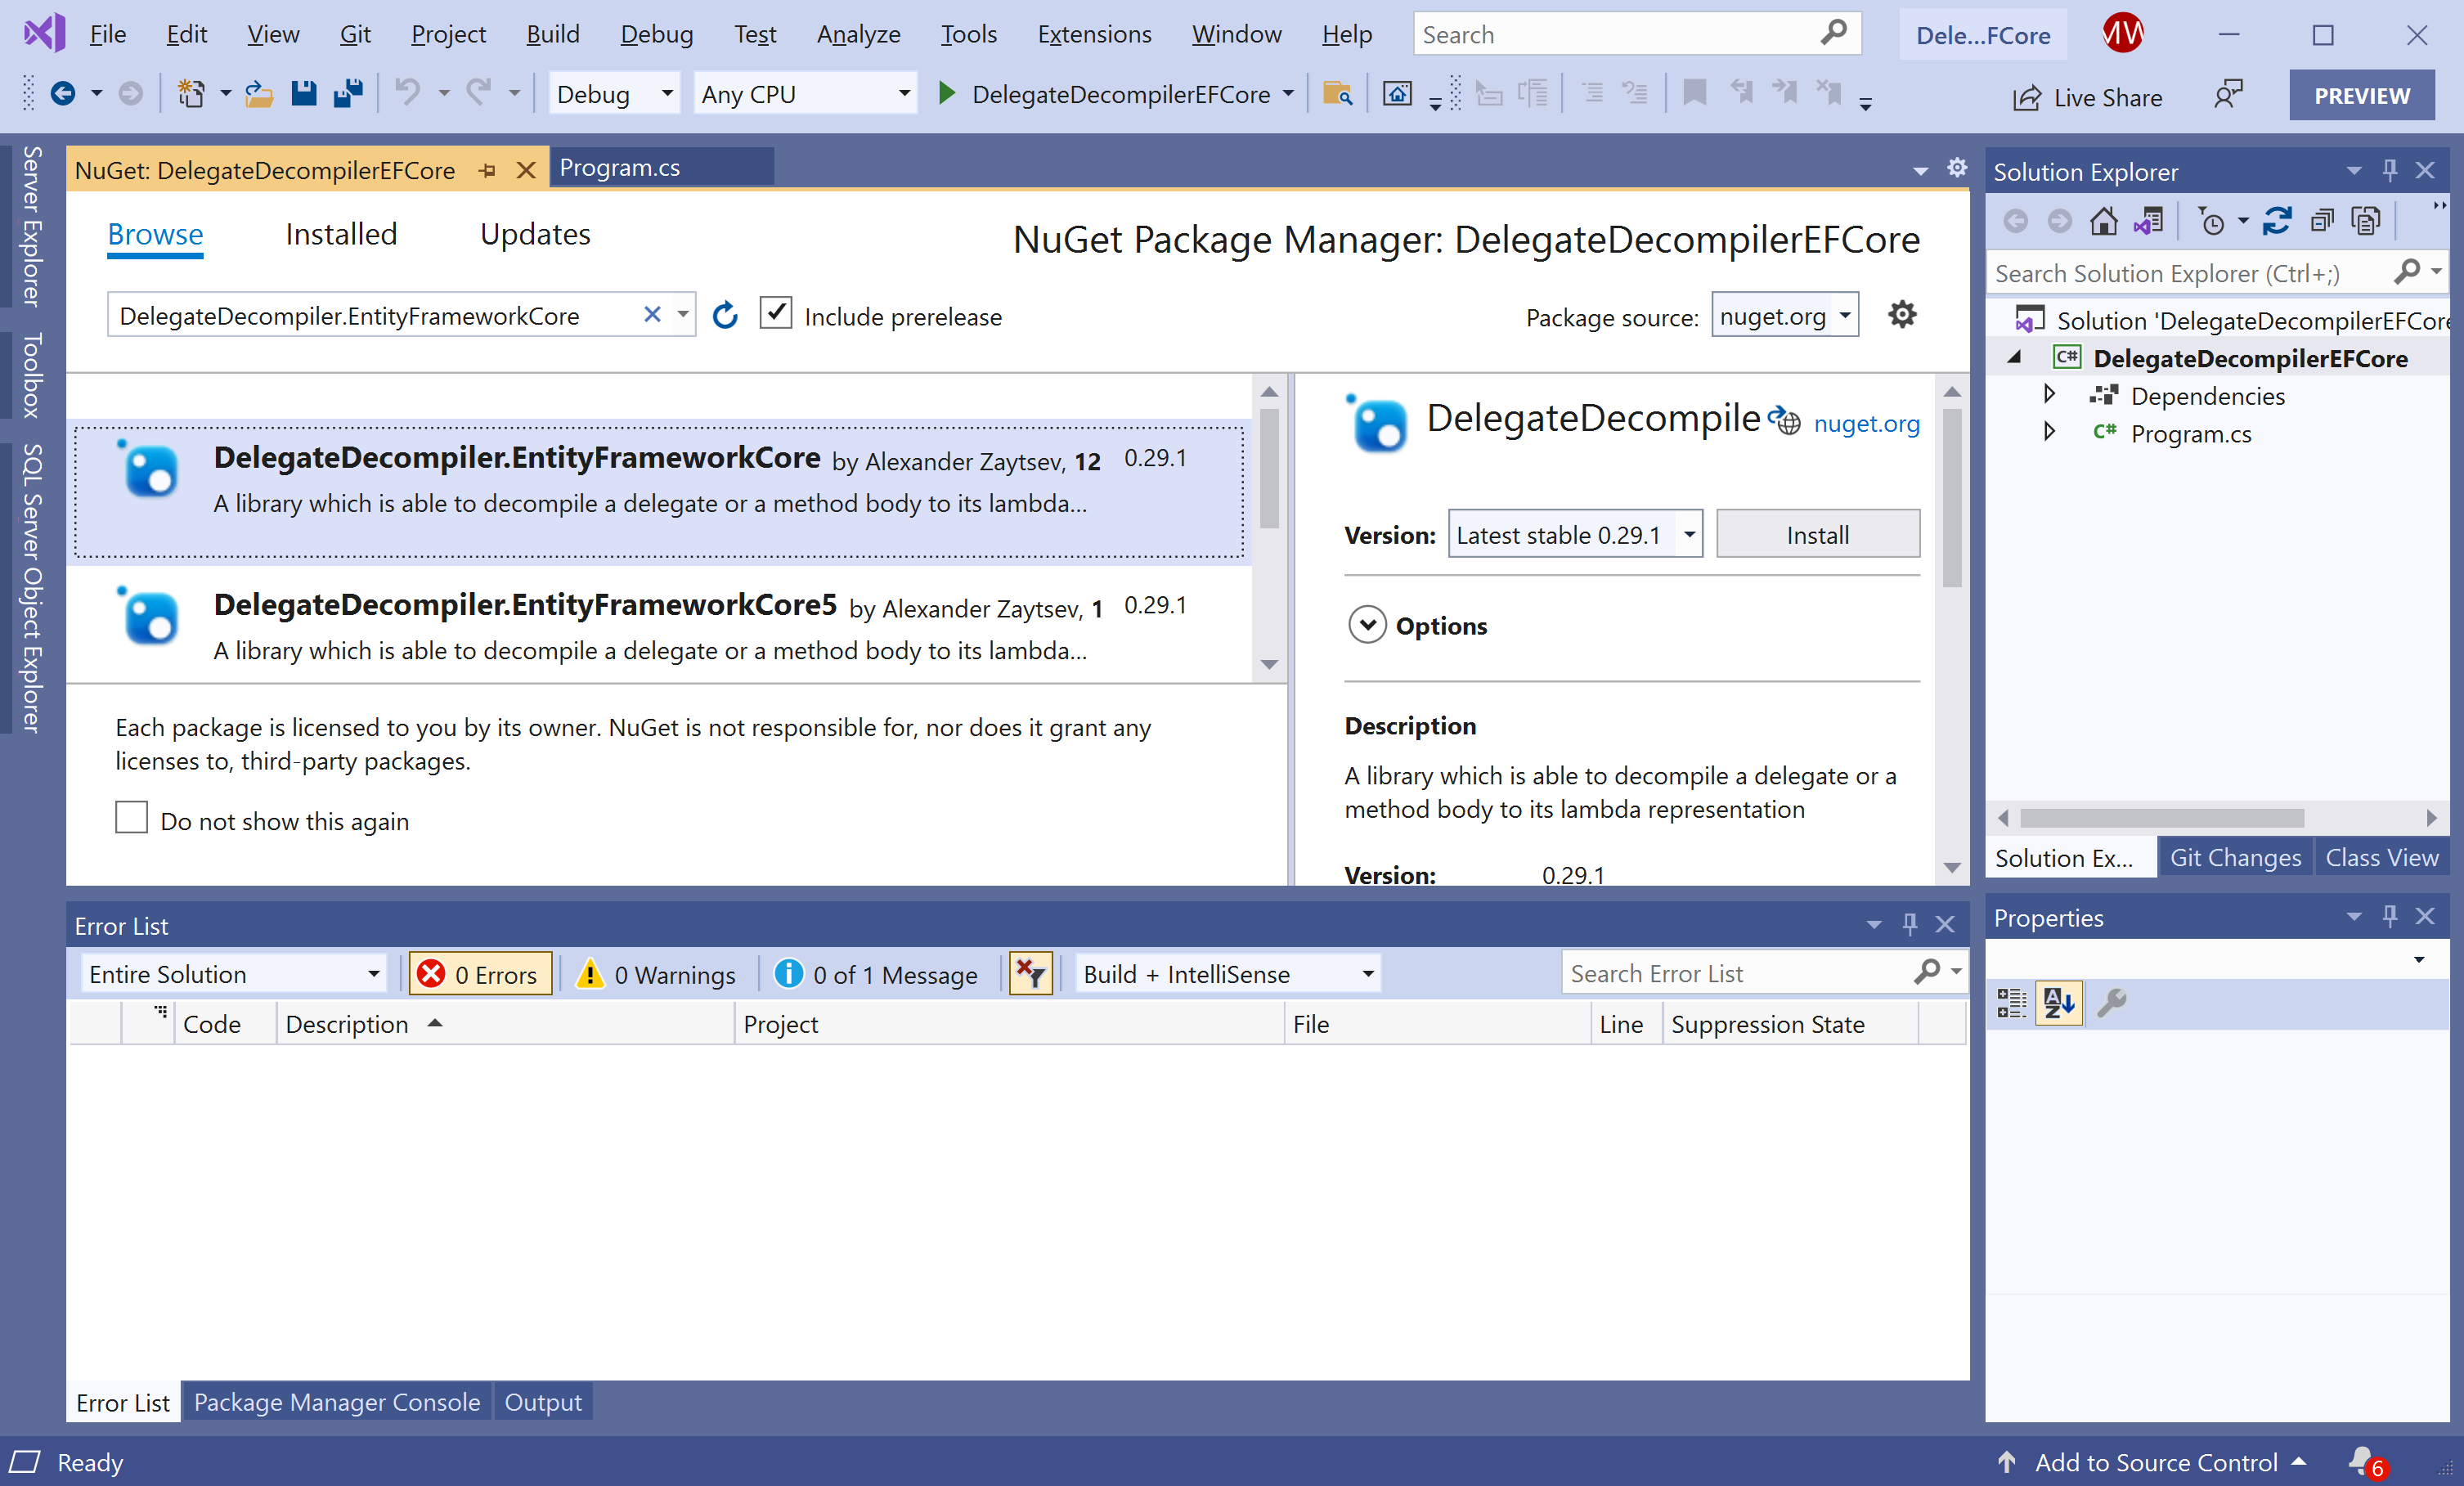 File Edit View Git Project Build Debug Test Analyze Tools Extensions Window Help Search Dele...FCore MW
Debug Any CPU DelegateDecompilerEFCore Live Share PREVIEW
Server Explorer
Toolbox
SQL Server Object Explorer
NuGet: DelegateDecompilerEFCore Program.cs
Browse Installed Updates NuGet Package Manager: DelegateDecompilerEFCore
DelegateDecompiler.EntityFrameworkCore Include prerelease Package source: nuget.org
DelegateDecompiler.EntityFrameworkCore by Alexander Zaytsev, 12 0.29.1
A library which is able to decompile a delegate or a method body to its lambda...
DelegateDecompiler.EntityFrameworkCore5 by Alexander Zaytsev, 1 0.29.1
A library which is able to decompile a delegate or a method body to its lambda...
Each package is licensed to you by its owner. NuGet is not responsible for, nor does it grant any
licenses to, third-party packages.
Do not show this again
DelegateDecompile nuget.org
Version: Latest stable 0.29.1 Install
Options
Description
A library which is able to decompile a delegate or a
method body to its lambda representation
Version: 0.29.1
Solution Explorer
Search Solution Explorer (Ctrl+;)
Solution 'DelegateDecompilerEFCore
C# DelegateDecompilerEFCore
Dependencies
C# Program.cs
Solution Ex... Git Changes Class View
Error List
Entire Solution 0 Errors 0 Warnings 0 of 1 Message Build + IntelliSense Search Error List
Code Description Project File Line Suppression State
Error List Package Manager Console Output
Properties
Ready Add to Source Control 6